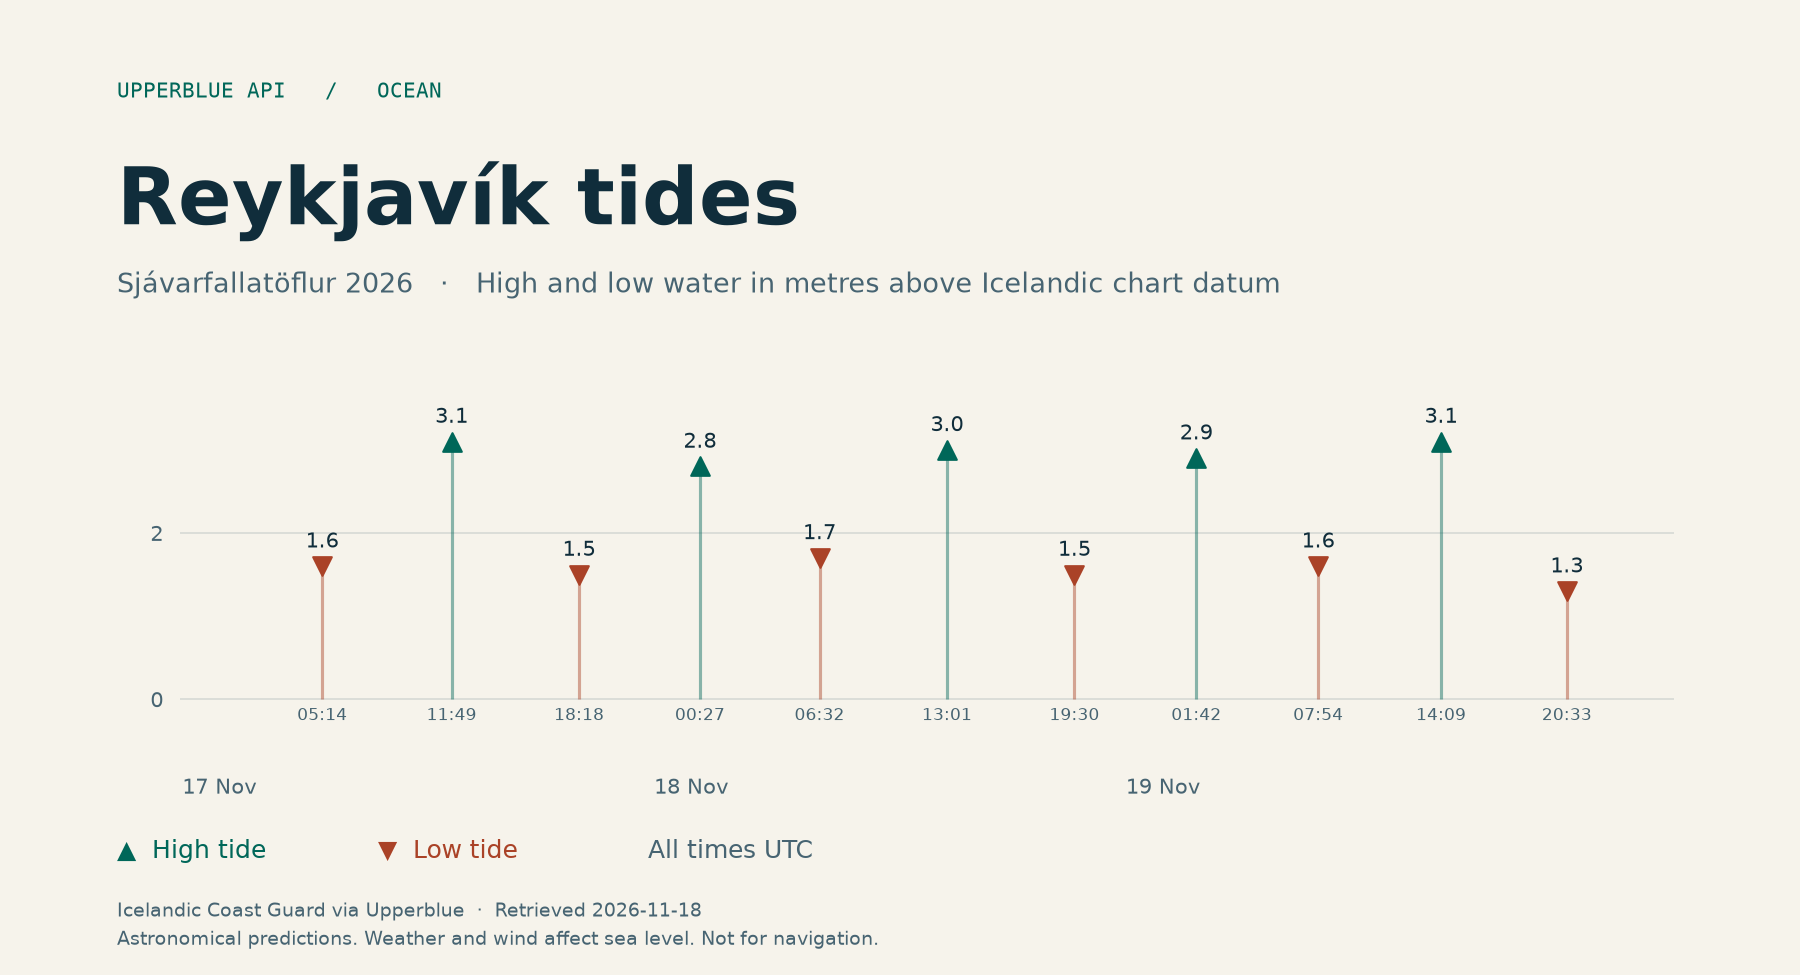 UPPERBLUE API / OCEAN
Reykjavík tides
Sjávarfallatöflur 2026 · High and low water in metres above Icelandic chart datum
3.1 2.8 3.0 2.9 3.1
2 1.6 1.5 1.7 1.5 1.6 1.3
0
05:14 11:49 18:18 00:27 06:32 13:01 19:30 01:42 07:54 14:09 20:33
17 Nov 18 Nov 19 Nov
▲ High tide ▼ Low tide All times UTC
Icelandic Coast Guard via Upperblue · Retrieved 2026-11-18
Astronomical predictions. Weather and wind affect sea level. Not for navigation.